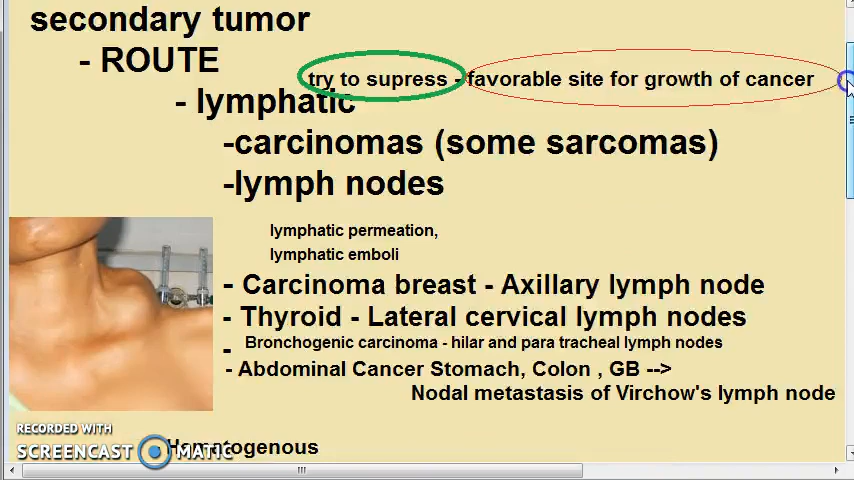 secondary tumor
- ROUTE
try to supress - favorable site for growth of cancer
- lymphatic
-carcinomas (some sarcomas)
-lymph nodes
lymphatic permeation,
lymphatic emboli
- Carcinoma breast - Axillary lymph node
- Thyroid - Lateral cervical lymph nodes
- Bronchogenic carcinoma - hilar and para tracheal lymph nodes
- Abdominal Cancer Stomach, Colon , GB -->
Nodal metastasis of Virchow's lymph node
RECORDED WITH
SCREENCAST MATIC
Hematogenous